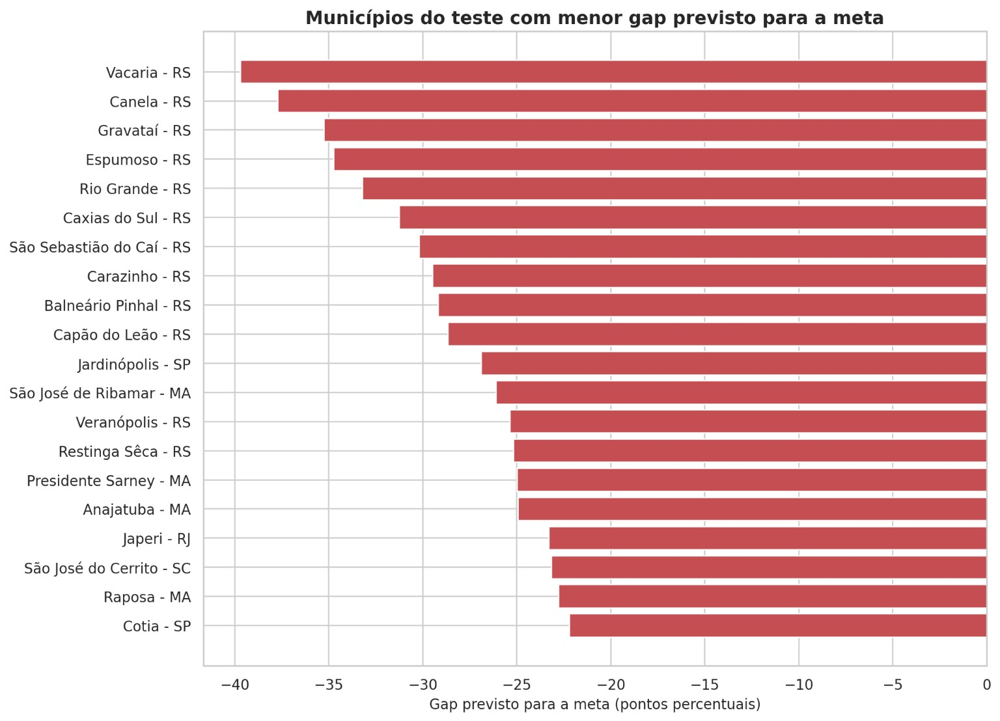 Municípios do teste com menor gap previsto para a meta
Vacaria - RS
Canela - RS
Gravataí - RS
Espumoso - RS
Rio Grande - RS
Caxias do Sul - RS
São Sebastião do Caí - RS
Carazinho - RS
Balneário Pinhal - RS
Capão do Leão - RS
Jardinópolis - SP
São José de Ribamar - MA
Veranópolis - RS
Restinga Sêca - RS
Presidente Sarney - MA
Anajatuba - MA
Japeri - RJ
São José do Cerrito - SC
Raposa - MA
Cotia - SP
−40 −35 −30 −25 −20 −15 −10 −5 0
Gap previsto para a meta (pontos percentuais)